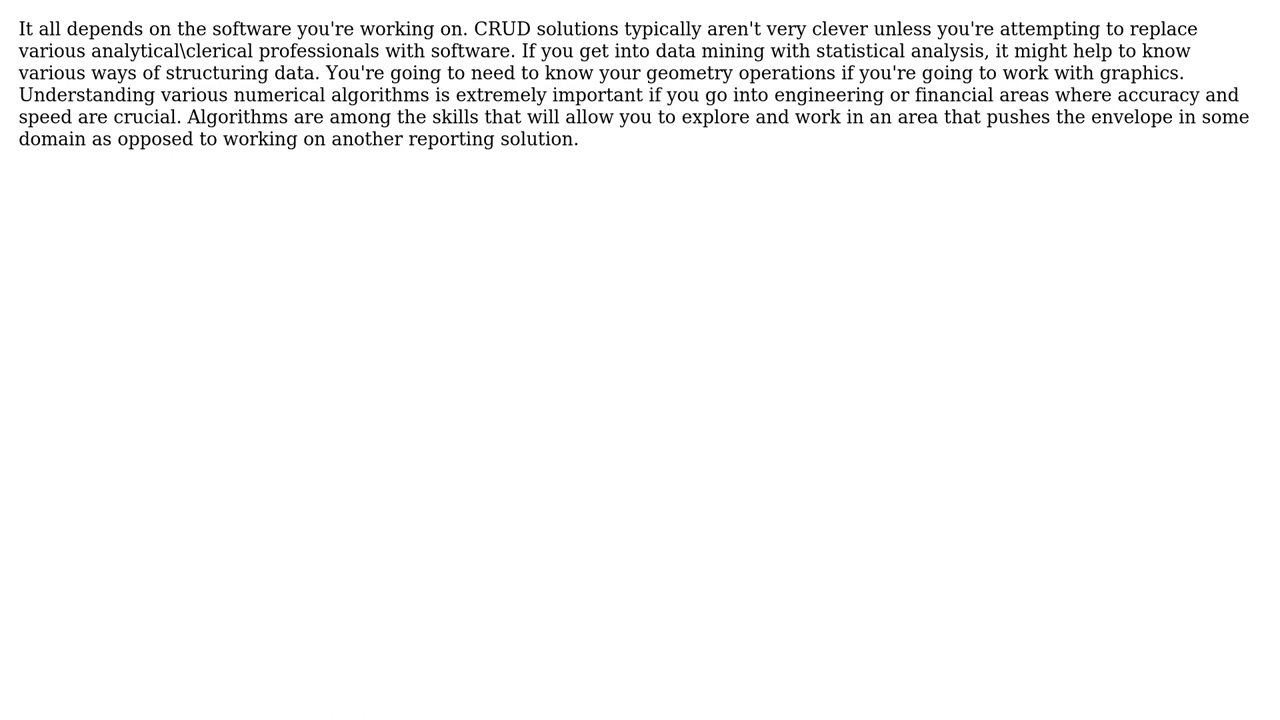 It all depends on the software you're working on. CRUD solutions typically aren't very clever unless you're attempting to replace
various analytical\clerical professionals with software. If you get into data mining with statistical analysis, it might help to know
various ways of structuring data. You're going to need to know your geometry operations if you're going to work with graphics.
Understanding various numerical algorithms is extremely important if you go into engineering or financial areas where accuracy and
speed are crucial. Algorithms are among the skills that will allow you to explore and work in an area that pushes the envelope in some
domain as opposed to working on another reporting solution.